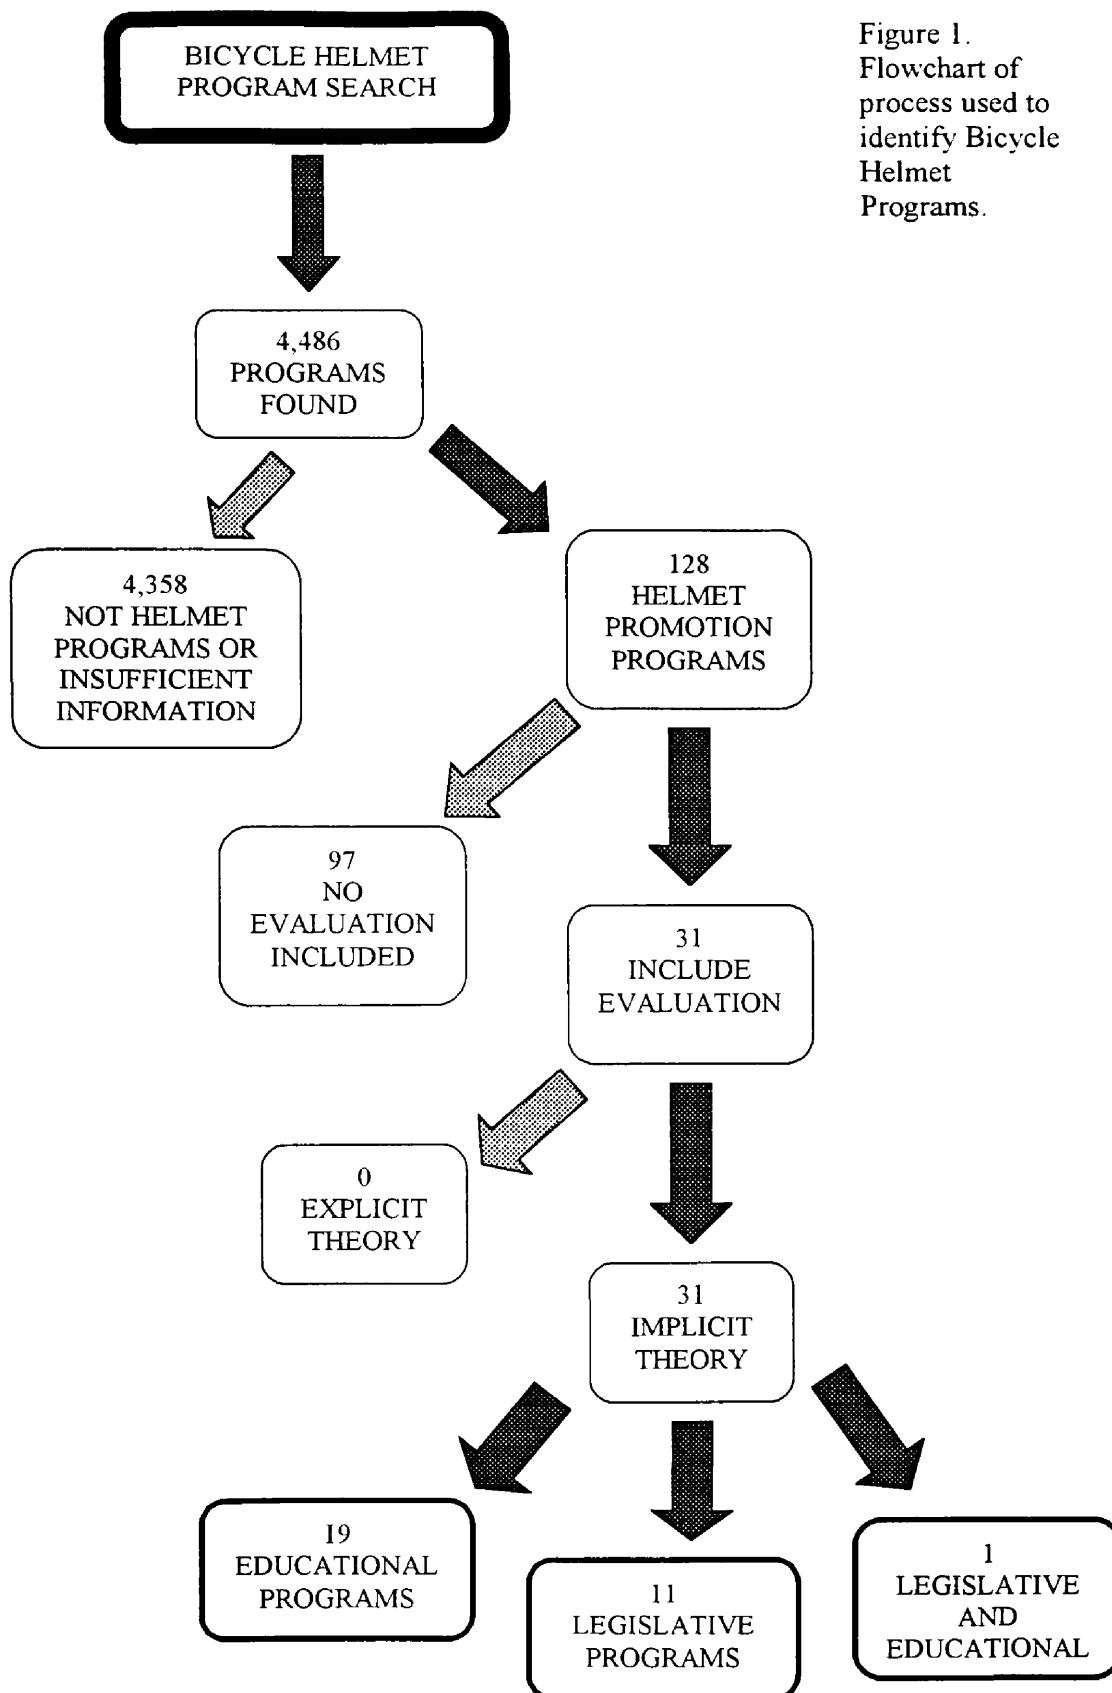 BICYCLE HELMET
PROGRAM SEARCH
Figure 1.
Flowchart of
process used to
identify Bicycle
Helmet
Programs.
4,486
PROGRAMS
FOUND
4,358
NOT HELMET
PROGRAMS OR
INSUFFICIENT
INFORMATION
128
HELMET
PROMOTION
PROGRAMS
97
NO
EVALUATION
INCLUDED
31
INCLUDE
EVALUATION
0
EXPLICIT
THEORY
31
IMPLICIT
THEORY
19
EDUCATIONAL
PROGRAMS
11
LEGISLATIVE
PROGRAMS
1
LEGISLATIVE
AND
EDUCATIONAL